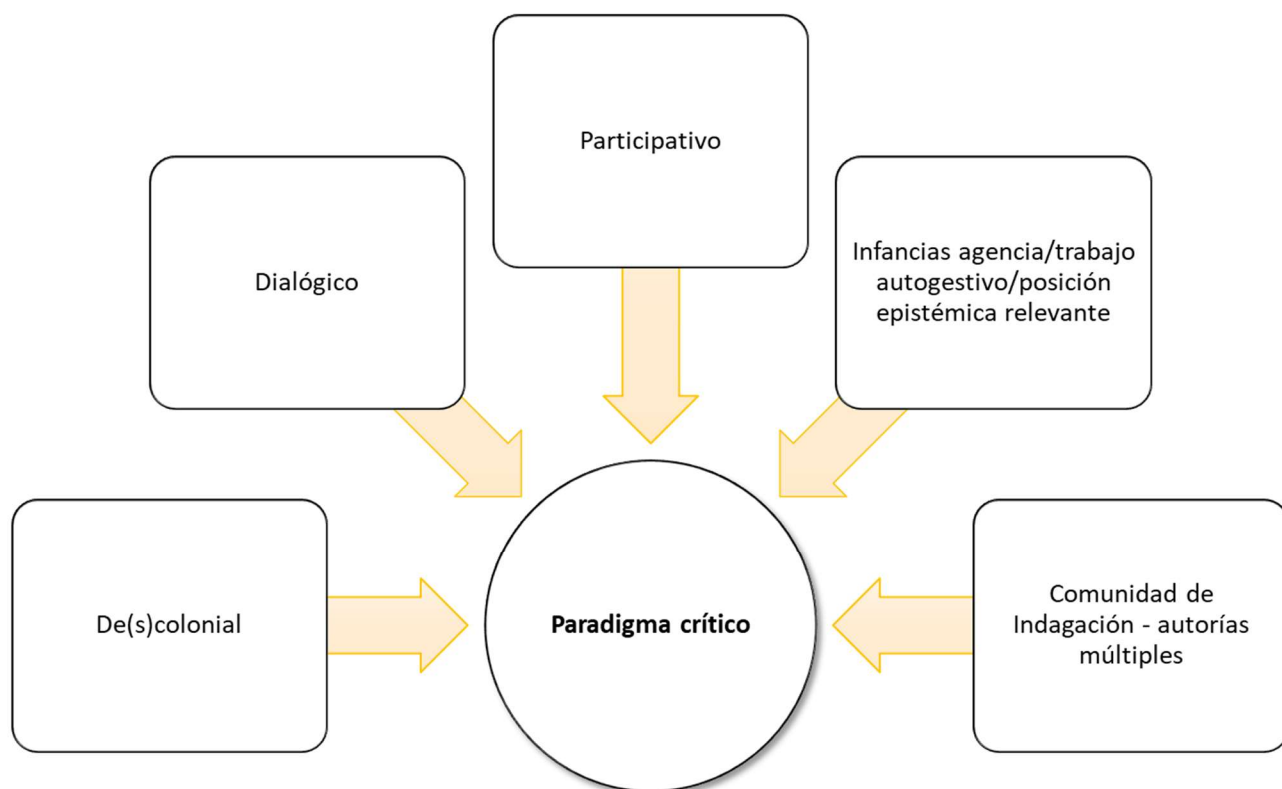 Participativo
Dialógico
Infancias agencia/trabajo
autogestivo/posición
epistémica relevante
De(s)colonial
Paradigma crítico
Comunidad de
Indagación - autorías
múltiples